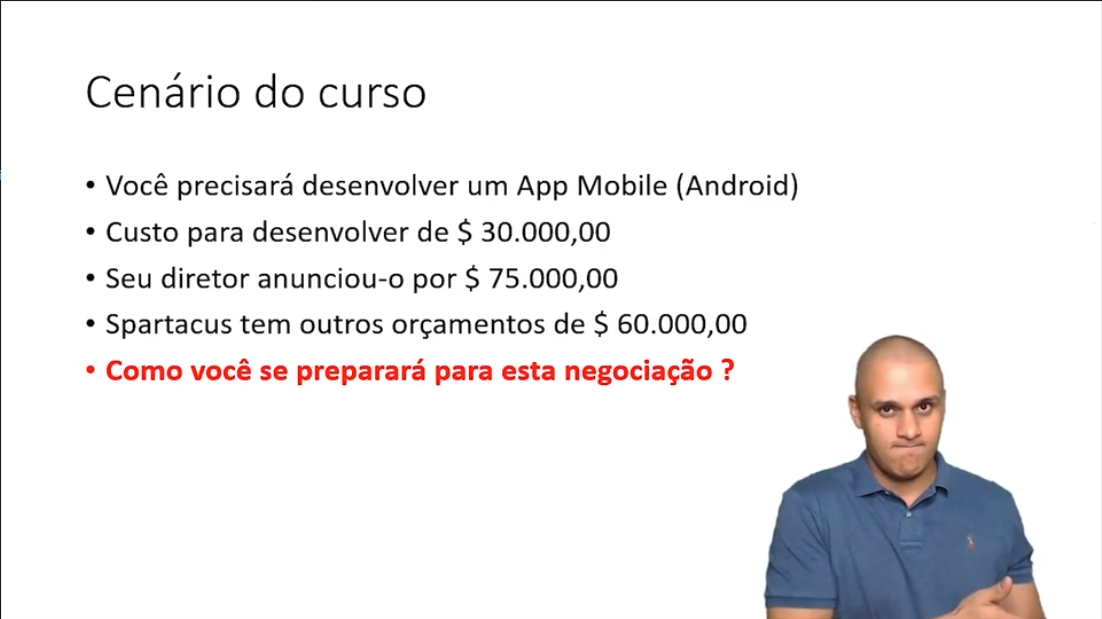 Cenário do curso
• Você precisará desenvolver um App Mobile (Android)
• Custo para desenvolver de $ 30.000,00
• Seu diretor anunciou-o por $ 75.000,00
• Spartacus tem outros orçamentos de $ 60.000,00
• Como você se preparará para esta negociação ?